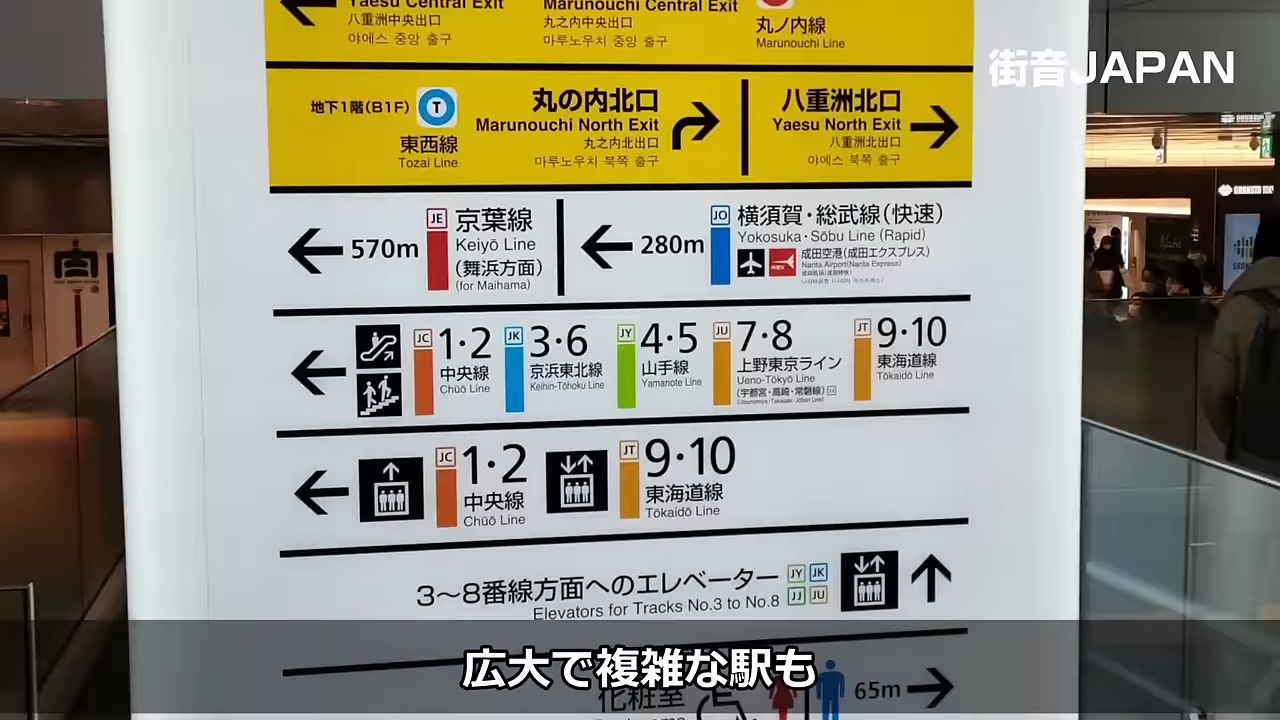 Yaesu Central Exit
八重洲中央出口
야에스 중앙 출구
Marunouchi Central Exit
丸之内中央出口
마루노우치 중앙 출구
丸ノ内線
Marunouchi Line
街音JAPAN
地下1階(B1F)
T
東西線
Tozai Line
丸の内北口
Marunouchi North Exit
丸之内北出口
마루노우치 북쪽 출구
八重洲北口
Yaesu North Exit
八重洲北出口
야에스 북쪽 출구
570m
JE
京葉線
Keiyō Line
(舞浜方面)
(for Maihama)
280m
JO
横須賀・総武線(快速)
Yokosuka・Sōbu Line (Rapid)
NEX
成田空港(成田エクスプレス)
Narita Airport(Narita Express)
JC
1・2
中央線
Chūō Line
JK
3・6
京浜東北線
Keihin-Tōhoku Line
JY
4・5
山手線
Yamanote Line
JU
7・8
上野東京ライン
Ueno-Tōkyō Line
(宇都宮・高崎・常磐線)
JT
9・10
東海道線
Tōkaidō Line
JC
1・2
中央線
Chūō Line
JT
9・10
東海道線
Tōkaidō Line
3～8番線方面へのエレベーター
Elevators for Tracks No.3 to No.8
JY JK
JJ JU
化粧室
65m
広大で複雑な駅も